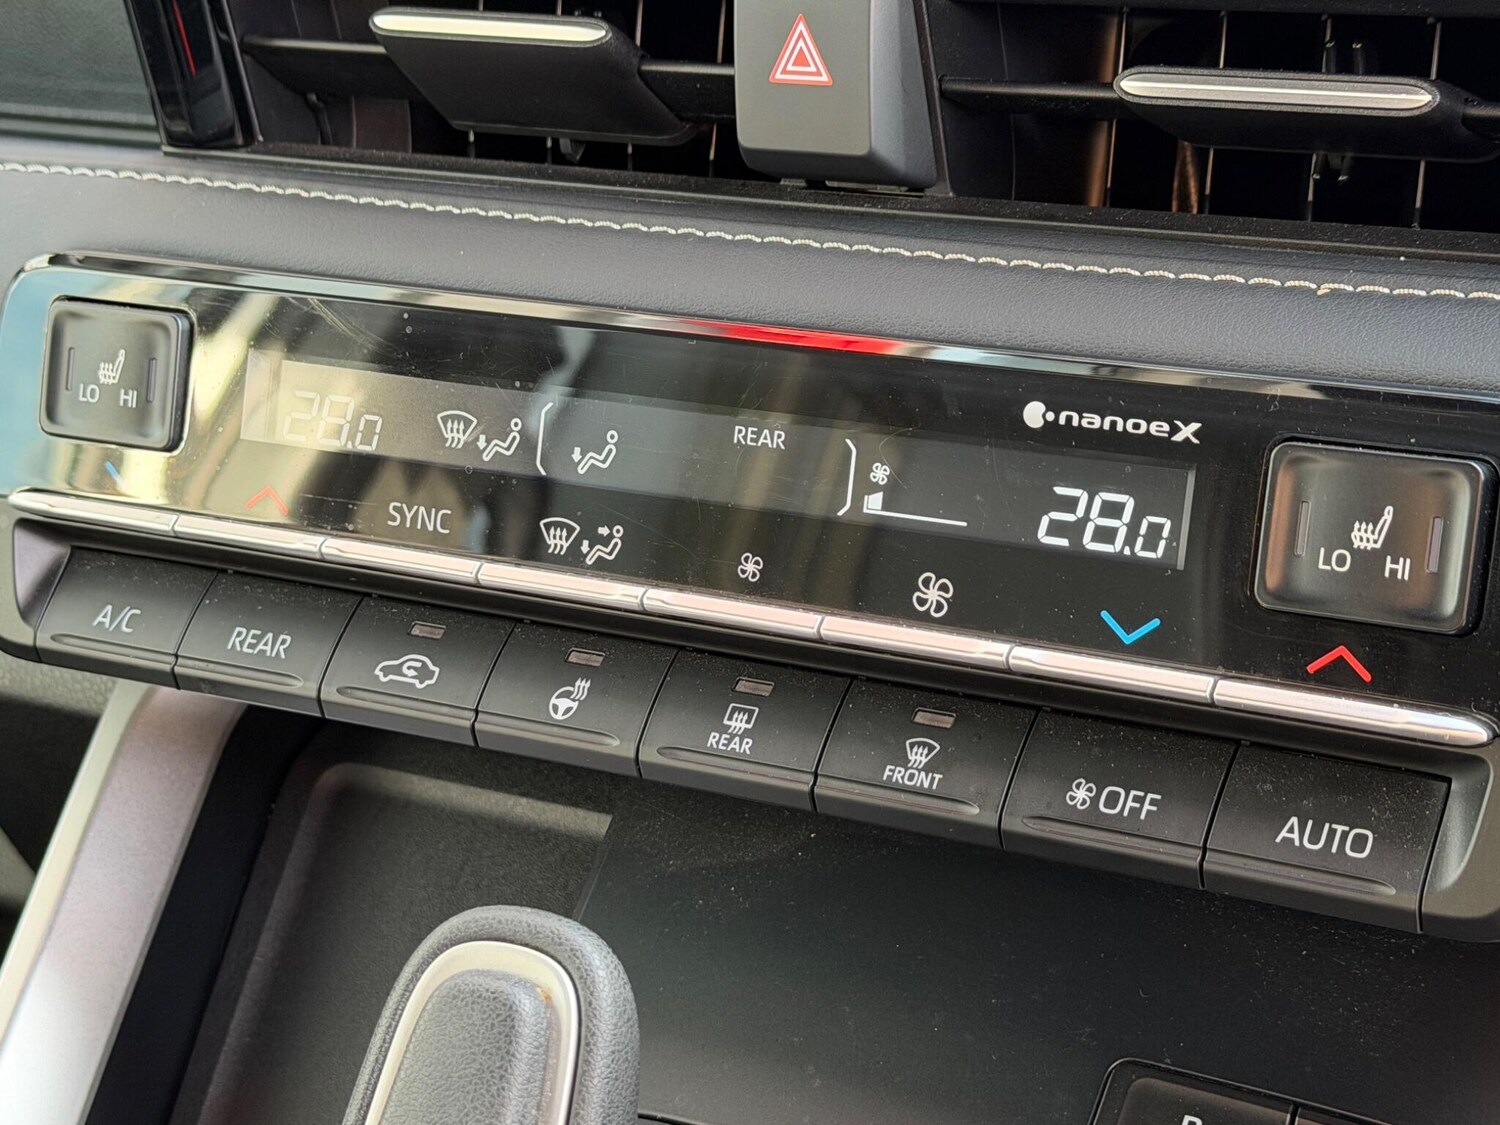 LO HI
28.0
REAR
nanoeX
28.0
LO HI
SYNC
A/C
REAR
REAR
FRONT
OFF
AUTO